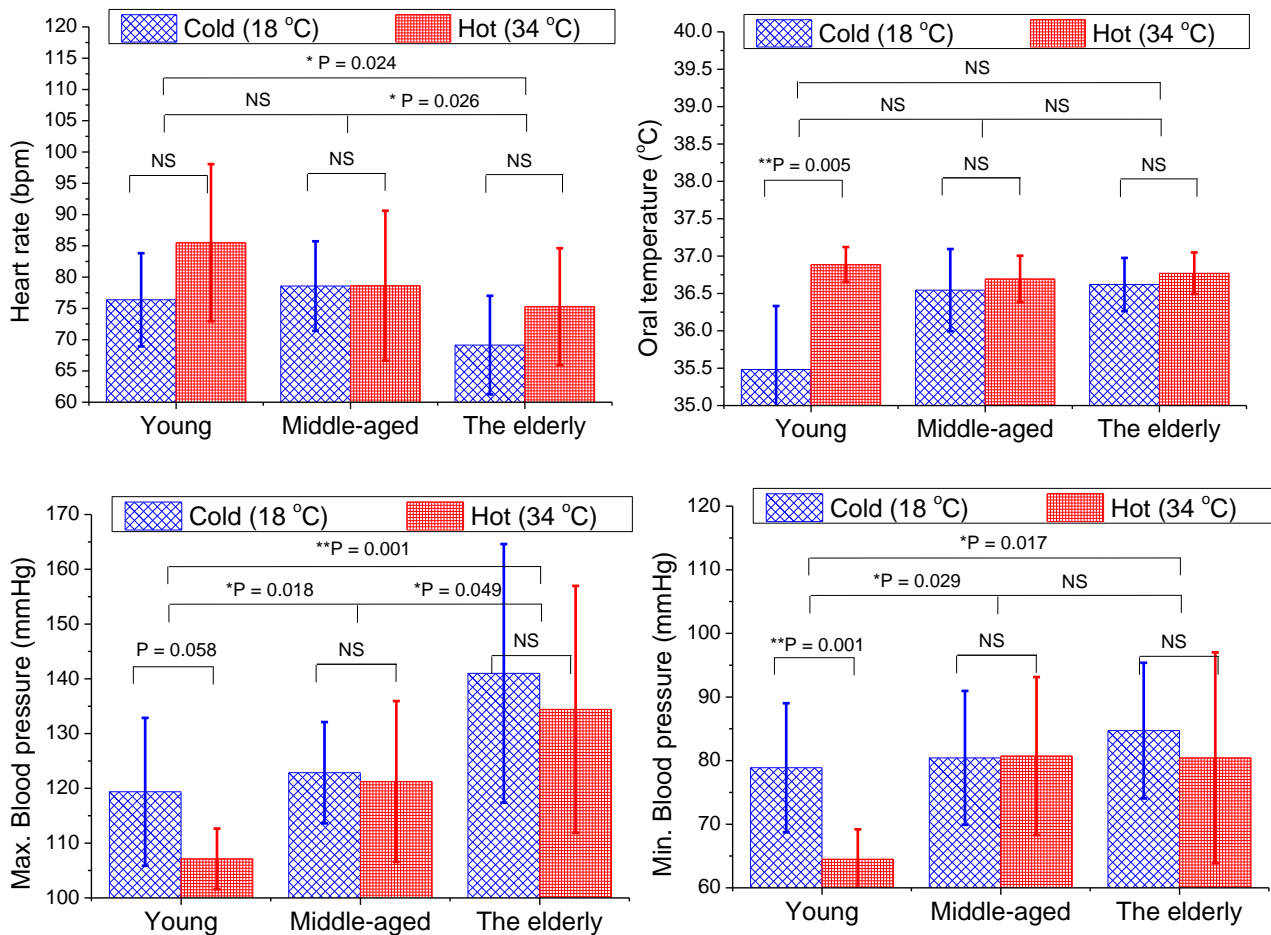 Cold (18 °C) Hot (34 °C)
* P = 0.024
NS * P = 0.026
NS NS NS
120
115
110
105
100
95
90
85
80
75
70
65
60
Heart rate (bpm)
Young Middle-aged The elderly
Cold (18 °C) Hot (34 °C)
NS
NS NS
**P = 0.005 NS NS
40.0
39.5
39.0
38.5
38.0
37.5
37.0
36.5
36.0
35.5
35.0
Oral temperature (°C)
Young Middle-aged The elderly
Cold (18 °C) Hot (34 °C)
**P = 0.001
*P = 0.018 *P = 0.049
P = 0.058 NS NS
170
160
150
140
130
120
110
100
Max. Blood pressure (mmHg)
Young Middle-aged The elderly
Cold (18 °C) Hot (34 °C)
*P = 0.017
*P = 0.029 NS
**P = 0.001 NS NS
120
110
100
90
80
70
60
Min. Blood pressure (mmHg)
Young Middle-aged The elderly